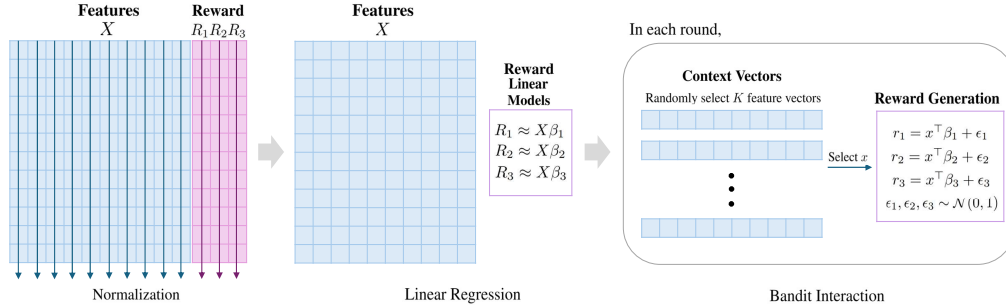 Features
X
Reward
R₁R₂R₃
Normalization
Features
X
Reward
Linear
Models
R₁ ≈ Xβ₁
R₂ ≈ Xβ₂
R₃ ≈ Xβ₃
Linear Regression
In each round,
Context Vectors
Randomly select K feature vectors
Select x
Reward Generation
r₁ = x⊤β₁ + ϵ₁
r₂ = x⊤β₂ + ϵ₂
r₃ = x⊤β₃ + ϵ₃
ϵ₁, ϵ₂, ϵ₃ ∼ N(0, 1)
Bandit Interaction